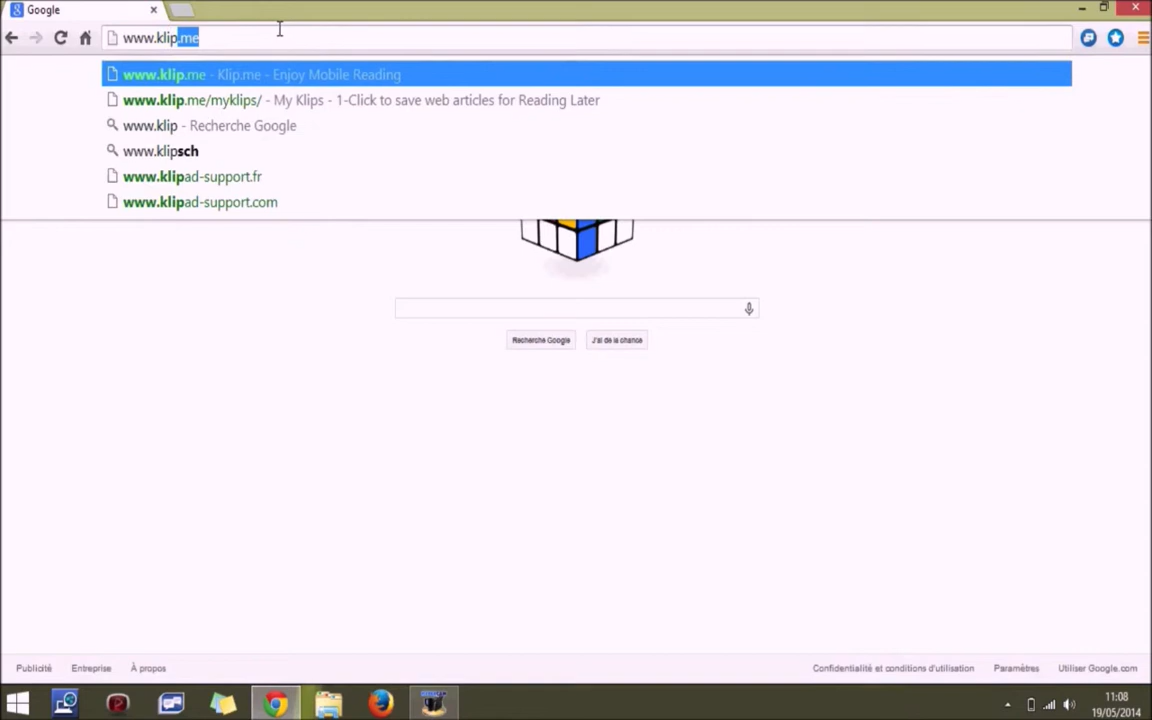 Google
www.klip.me
www.klip.me - Klip.me - Enjoy Mobile Reading
www.klip.me/myklips/ - My Klips - 1-Click to save web articles for Reading Later
www.klip - Recherche Google
www.klipsch
www.klipad-support.fr
www.klipad-support.com
Recherche Google J'ai de la chance
Publicité Entreprise À propos Confidentialité et conditions d'utilisation Paramètres Utiliser Google.com
11:08
19/05/2014